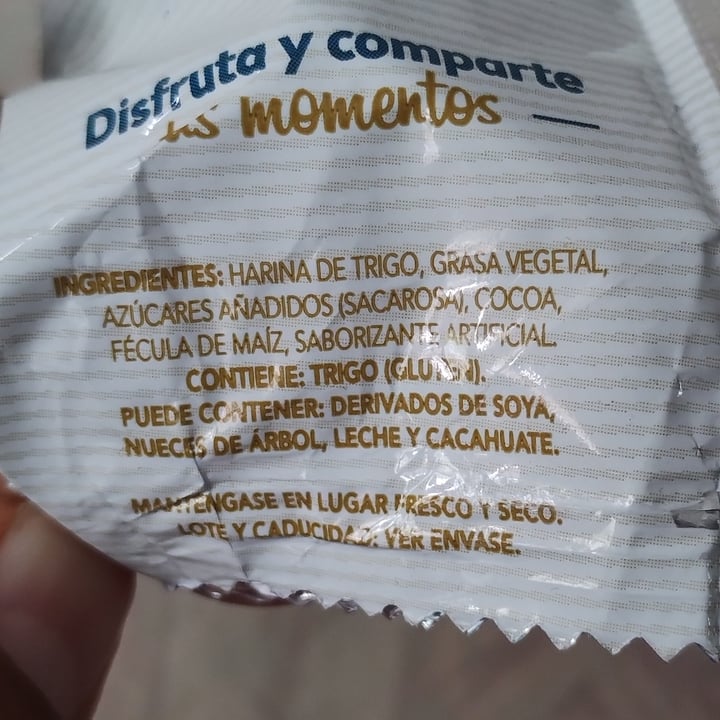 Disfruta y comparte
tus momentos
INGREDIENTES: HARINA DE TRIGO, GRASA VEGETAL,
AZÚCARES AÑADIDOS (SACAROSA), COCOA,
FÉCULA DE MAÍZ, SABORIZANTE ARTIFICIAL.
CONTIENE: TRIGO (GLUTEN).
PUEDE CONTENER: DERIVADOS DE SOYA,
NUECES DE ÁRBOL, LECHE Y CACAHUATE.
MANTÉNGASE EN LUGAR FRESCO Y SECO.
LOTE Y CADUCIDAD: VER ENVASE.